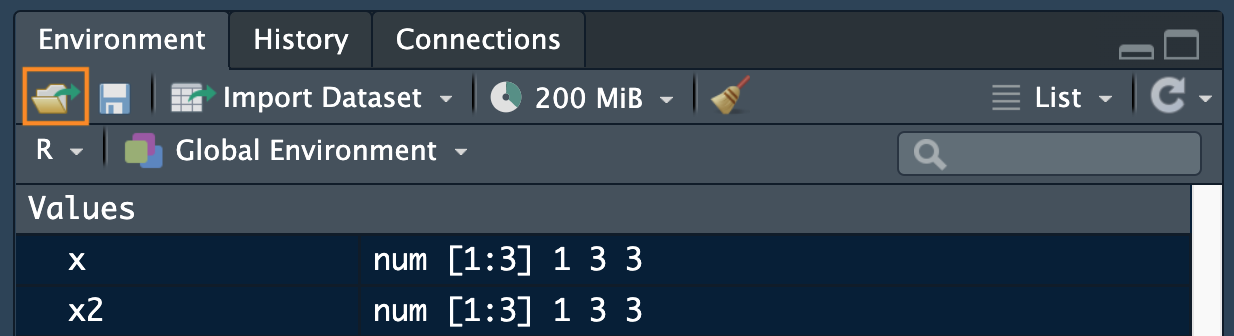 Environment History Connections
Import Dataset 200 MiB List
R Global Environment
Values
x num [1:3] 1 3 3
x2 num [1:3] 1 3 3